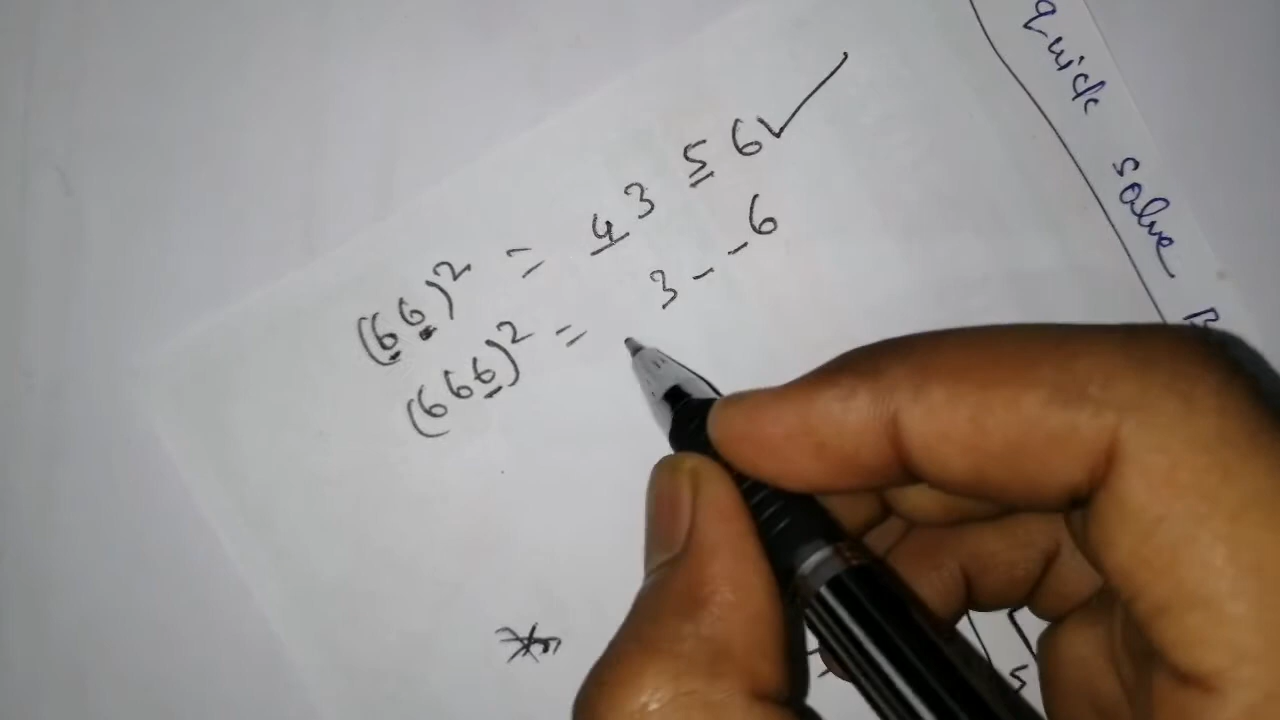 (66)² = 4356✓
(666)² = 3 - - 6
quick solve